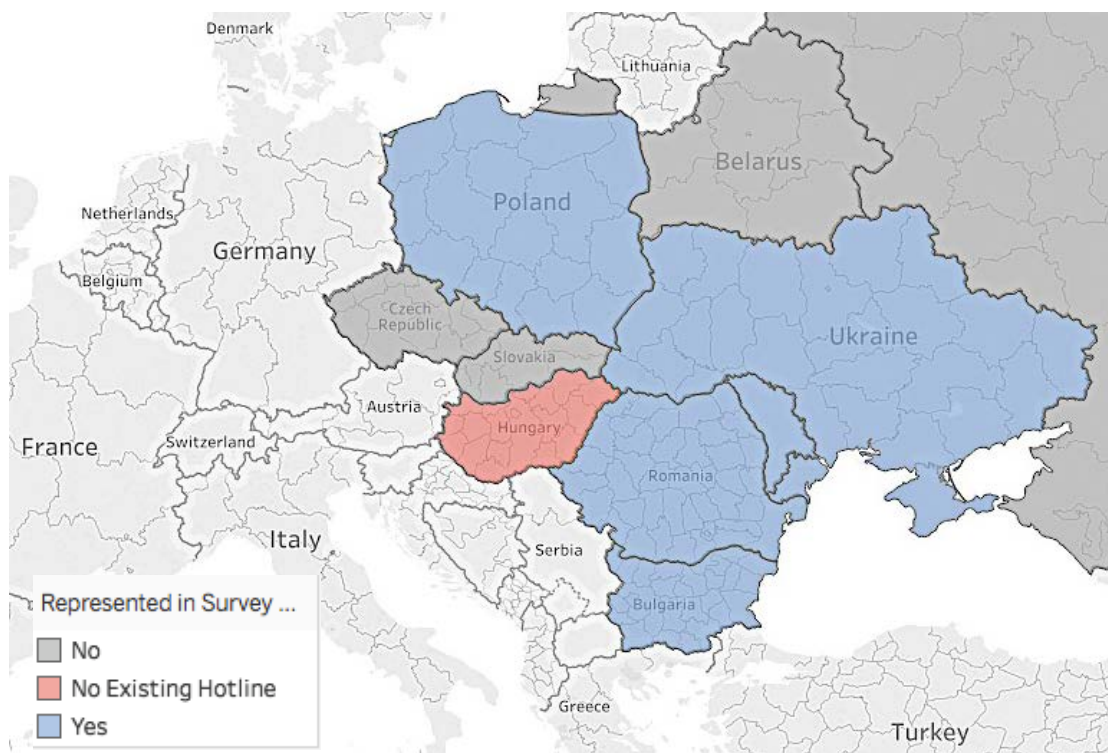 Denmark
Lithuania
Belarus
Poland
Netherlands
Germany
Belgium
Czech
Republic
Ukraine
Slovakia
Austria
Hungary
France
Switzerland
Romania
Italy
Serbia
Bulgaria
Greece
Turkey
Represented in Survey ...
No
No Existing Hotline
Yes